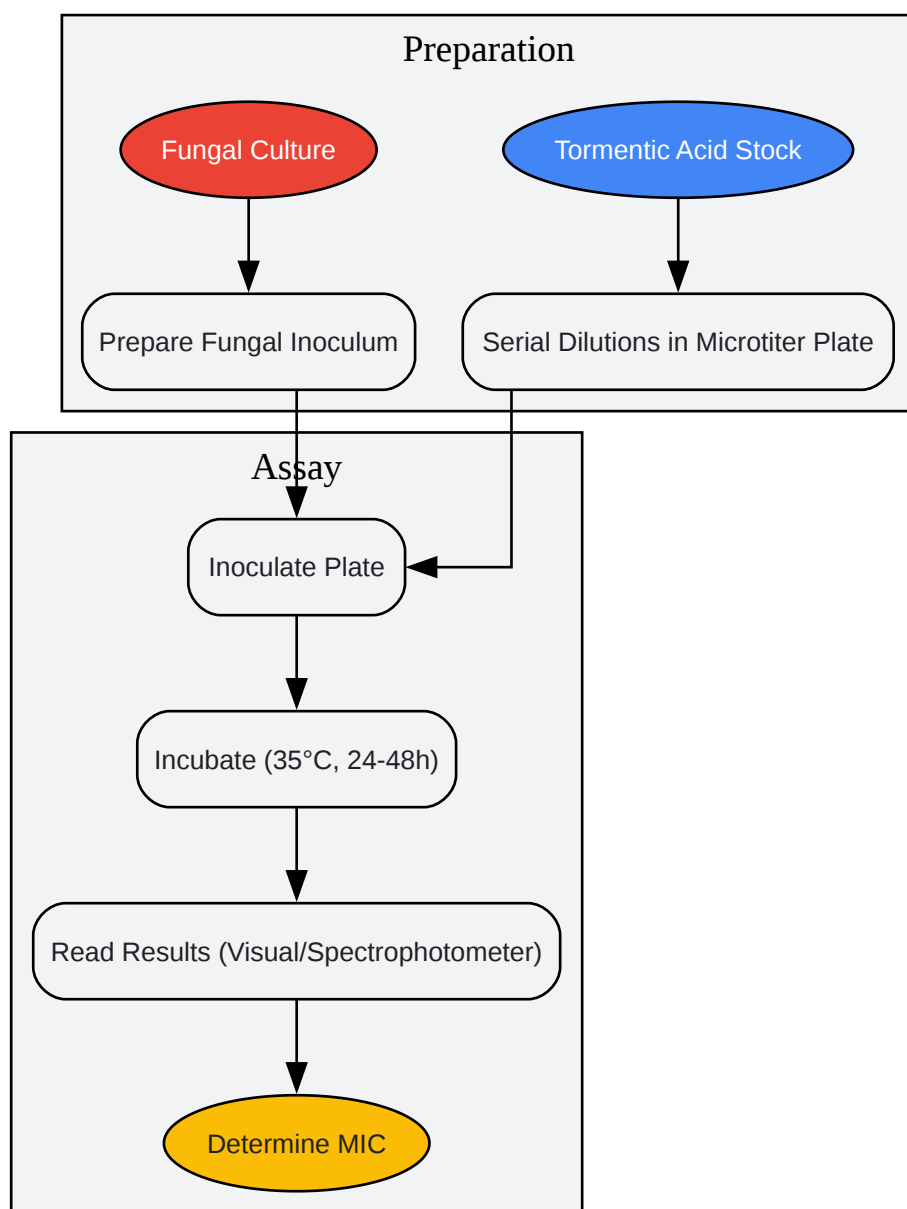 Preparation
Fungal Culture
Tormentic Acid Stock
Prepare Fungal Inoculum
Serial Dilutions in Microtiter Plate
Assay
Inoculate Plate
Incubate (35°C, 24-48h)
Read Results (Visual/Spectrophotometer)
Determine MIC